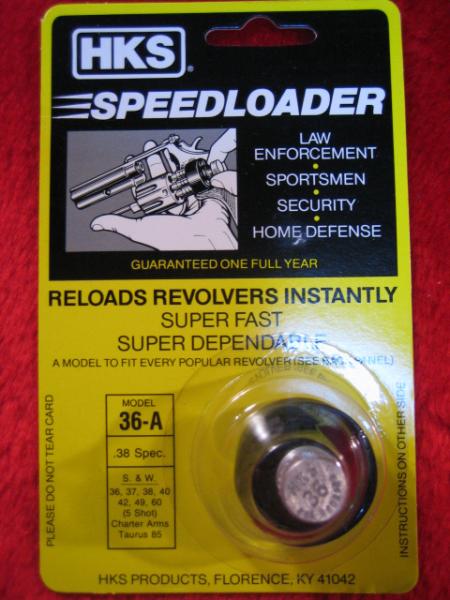 HKS®
SPEEDLOADER
LAW
ENFORCEMENT
• SPORTSMEN
• SECURITY
• HOME DEFENSE
GUARANTEED ONE FULL YEAR
RELOADS REVOLVERS INSTANTLY
SUPER FAST
SUPER DEPENDABLE
A MODEL TO FIT EVERY POPULAR REVOLVER (SEE PANEL)
PLEASE DO NOT TEAR CARD
MODEL
36-A
.38 Spec.
S. & W.
36, 37, 38, 40
42, 49, 60
(5 Shot)
Charter Arms
Taurus 85
INSTRUCTIONS ON OTHER SIDE
HKS PRODUCTS, FLORENCE, KY 41042